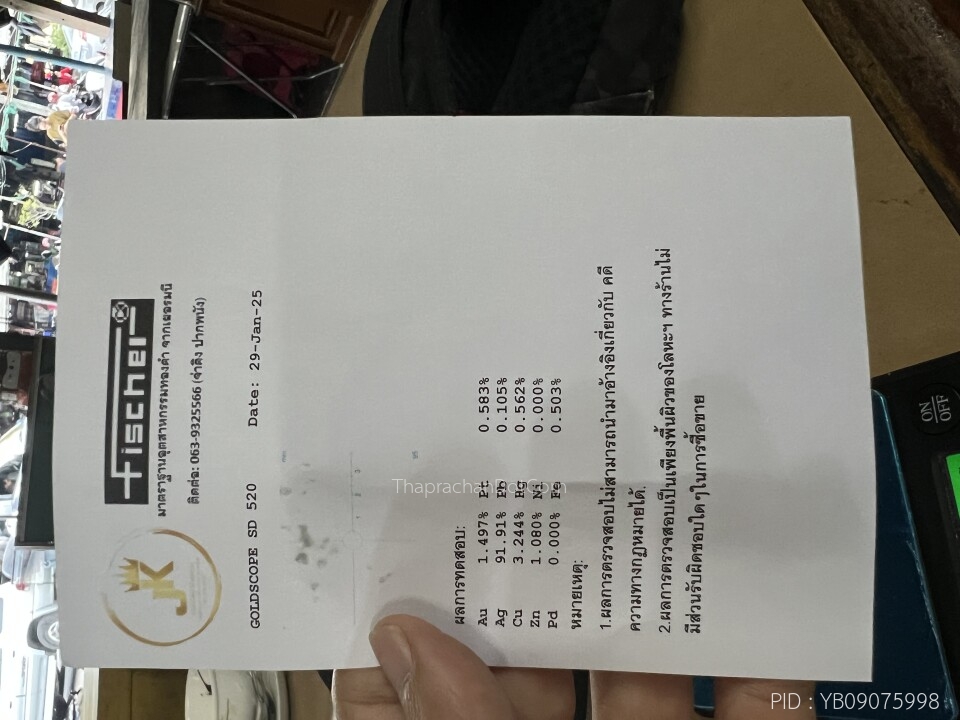 JK
fischer
มาตราฐานอุตสาหกรรมทองคำ จากเยอรมนี
ติดต่อ: 063-9325566 (จ่าคิง ปากพนัง)
GOLDSCOPE SD 520 Date: 29-Jan-25
ผลการทดสอบ:
Au 1.497% Pt 0.583%
Ag 91.91% Pb 0.105%
Cu 3.244% Hg 0.562%
Zn 1.080% Ni 0.000%
Pd 0.000% Fe 0.503%
หมายเหตุ:
1.ผลการตรวจสอบไม่สามารถนำมาอ้างอิงเกี่ยวกับ คดี
ความทางกฎหมายได้.
2.ผลการตรวจสอบเป็นเพียงพื้นผิวของโลหะฯ ทางร้านไม่
มีส่วนรับผิดชอบใดๆในการซื้อขาย
ON
OFF
PID : YB09075998